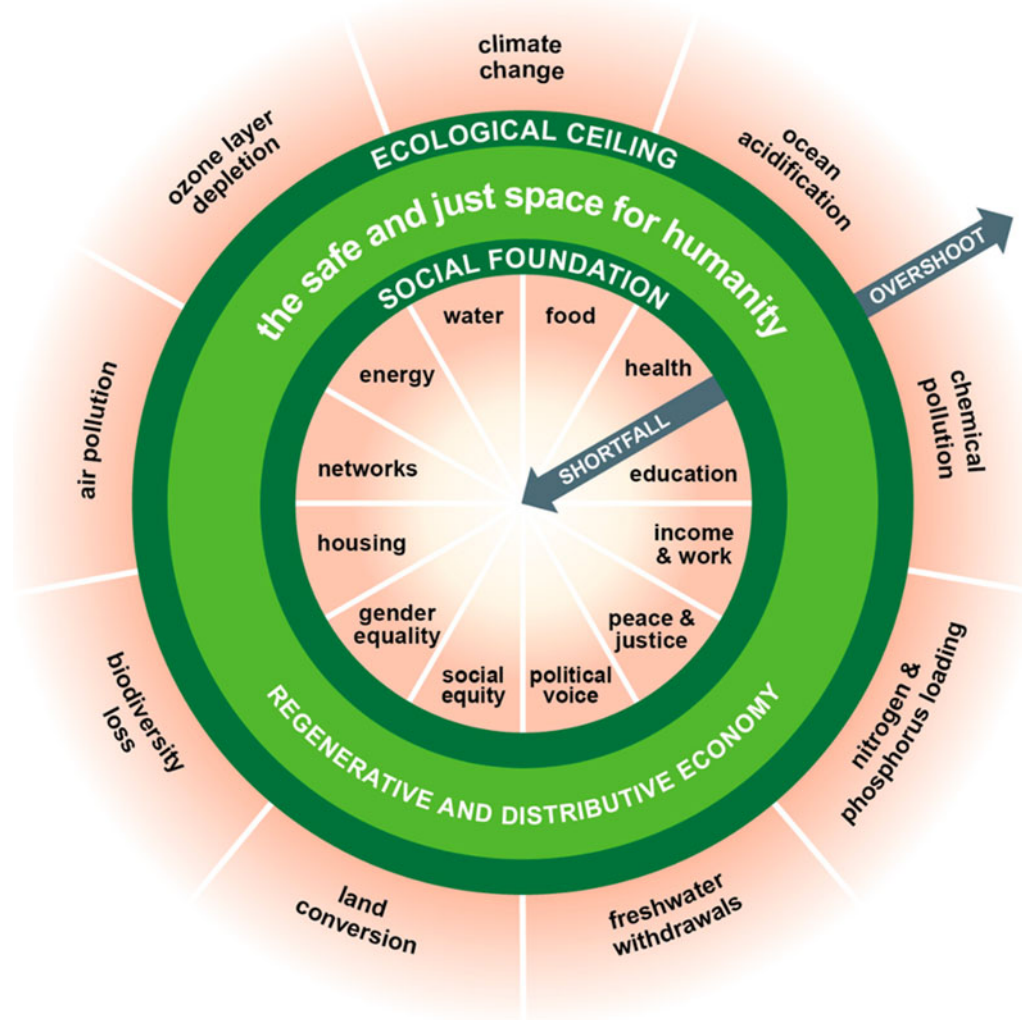 climate
change
ocean
acidification
OVERSHOOT
chemical
pollution
nitrogen &
phosphorus loading
freshwater
withdrawals
land
conversion
biodiversity
loss
air pollution
ozone layer
depletion
ECOLOGICAL CEILING
the safe and just space for humanity
SOCIAL FOUNDATION
water
food
health
SHORTFALL
education
income
& work
peace &
justice
political
voice
social
equity
gender
equality
housing
networks
energy
REGENERATIVE AND DISTRIBUTIVE ECONOMY